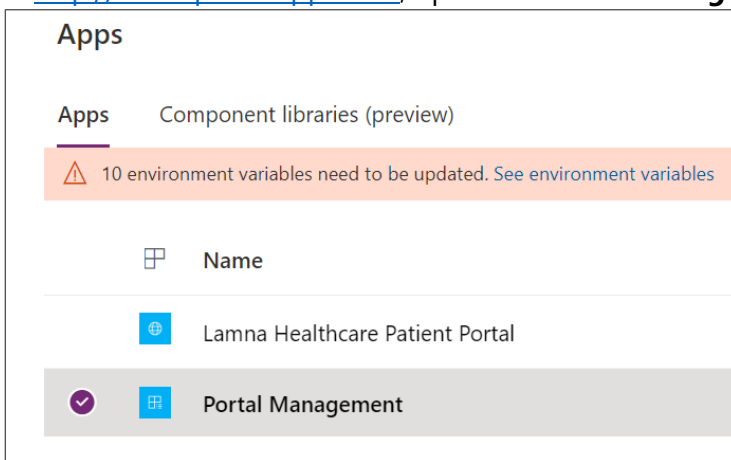 Apps
Apps Component libraries (preview)
10 environment variables need to be updated. See environment variables
Name
Lamna Healthcare Patient Portal
Portal Management